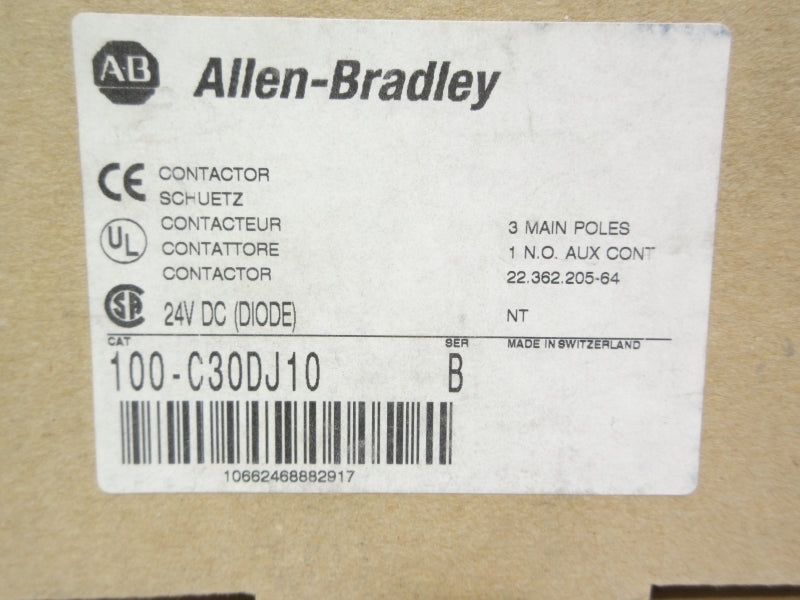 AB Allen-Bradley
CE CONTACTOR
SCHUETZ
UL CONTACTEUR 3 MAIN POLES
CONTATTORE 1 N.O. AUX CONT
CONTACTOR 22.362.205-64
SA 24V DC (DIODE) NT
CAT SER MADE IN SWITZERLAND
100-C30DJ10 B
10662468882917